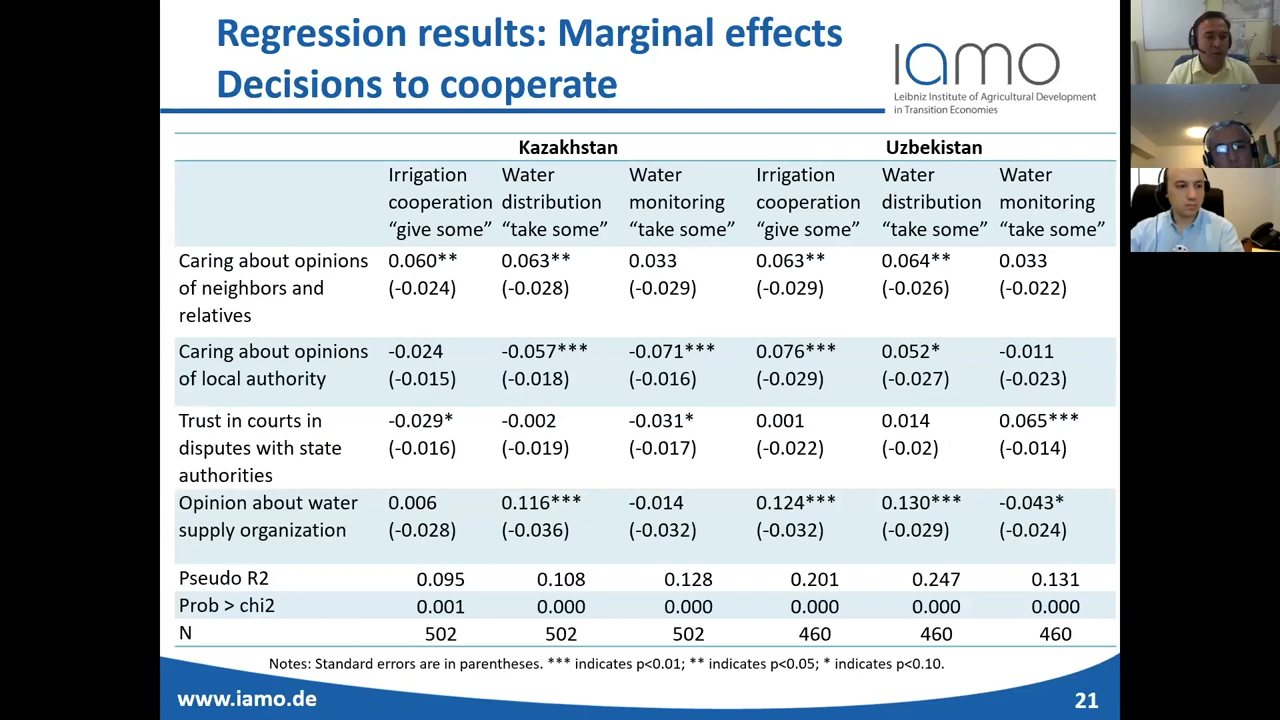 Regression results: Marginal effects
Decisions to cooperate
iamo
Leibniz Institute of Agricultural Development
in Transition Economies
Kazakhstan Uzbekistan
Irrigation Water Water Irrigation Water Water
cooperation distribution monitoring cooperation distribution monitoring
“give some” “take some” “take some” “give some” “take some” “take some”
Caring about opinions 0.060** 0.063** 0.033 0.063** 0.064** 0.033
of neighbors and (-0.024) (-0.028) (-0.029) (-0.029) (-0.026) (-0.022)
relatives
Caring about opinions -0.024 -0.057*** -0.071*** 0.076*** 0.052* -0.011
of local authority (-0.015) (-0.018) (-0.016) (-0.029) (-0.027) (-0.023)
Trust in courts in -0.029* -0.002 -0.031* 0.001 0.014 0.065***
disputes with state (-0.016) (-0.019) (-0.017) (-0.022) (-0.02) (-0.014)
authorities
Opinion about water 0.006 0.116*** -0.014 0.124*** 0.130*** -0.043*
supply organization (-0.028) (-0.036) (-0.032) (-0.032) (-0.029) (-0.024)
Pseudo R2 0.095 0.108 0.128 0.201 0.247 0.131
Prob > chi2 0.001 0.000 0.000 0.000 0.000 0.000
N 502 502 502 460 460 460
Notes: Standard errors are in parentheses. *** indicates p<0.01; ** indicates p<0.05; * indicates p<0.10.
www.iamo.de 21